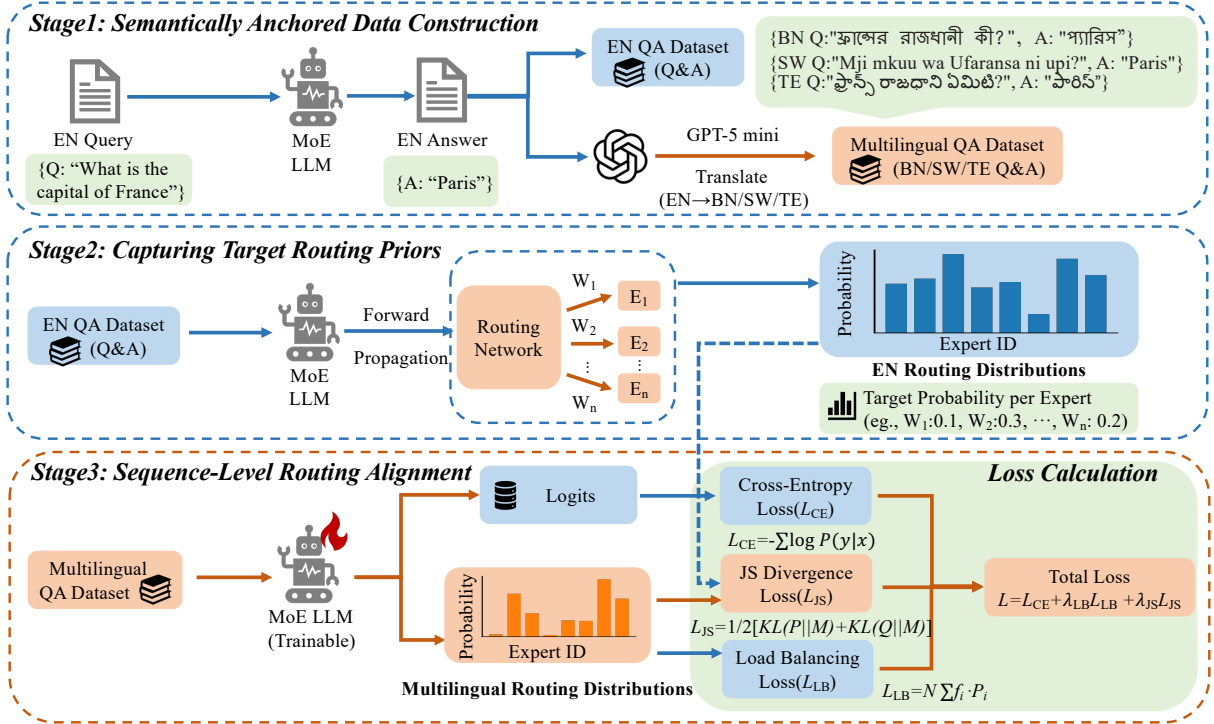 Stage1: Semantically Anchored Data Construction
EN Query
{Q: “What is the
capital of France”}
MoE
LLM
EN Answer
{A: “Paris”}
EN QA Dataset
(Q&A)
GPT-5 mini
Translate
(EN→BN/SW/TE)
{BN Q:"ফ্রান্সের রাজধানী কী?", A: "প্যারিস”}
{SW Q:"Mji mkuu wa Ufaransa ni upi?", A: "Paris"}
{TE Q:"ఫ్రాన్స్ రాజధాని ఏమిటి?", A: "పారిస్"}
Multilingual QA Dataset
(BN/SW/TE Q&A)
Stage2: Capturing Target Routing Priors
EN QA Dataset
(Q&A)
MoE
LLM
Forward
Propagation
Routing
Network
W1
W2
⋮
Wn
E1
E2
⋮
En
Probability
Expert ID
EN Routing Distributions
Target Probability per Expert
(eg., W1:0.1, W2:0.3, ⋯, Wn: 0.2)
Stage3: Sequence-Level Routing Alignment
Multilingual
QA Dataset
MoE LLM
(Trainable)
Logits
Probability
Expert ID
Multilingual Routing Distributions
Loss Calculation
Cross-Entropy
Loss(LCE)
LCE=-∑log P(y|x)
JS Divergence
Loss(LJS)
LJS=1/2[KL(P||M)+KL(Q||M)]
Load Balancing
Loss(LLB)
LLB=N ∑fi·Pi
Total Loss
L=LCE+λLBLLB +λJSLJS